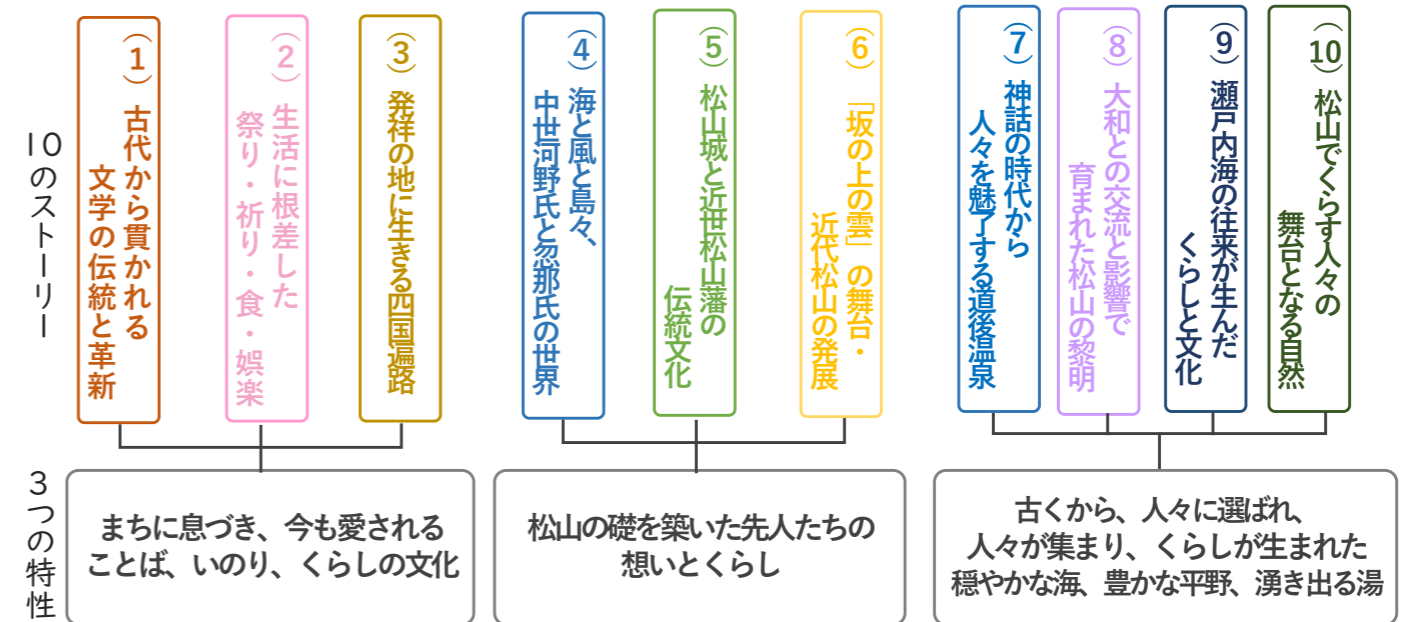 10のストーリー
(1) 古代から貫かれる
文学の伝統と革新
(2) 生活に根差した
祭り・祈り・食・娯楽
(3) 発祥の地に生きる四国遍路
(4) 海と風と島々、
中世河野氏と忽那氏の世界
(5) 松山城と近世松山藩の
伝統文化
(6) 「坂の上の雲」の舞台・
近代松山の発展
(7) 神話の時代から
人々を魅了する道後温泉
(8) 大和との交流と影響で
育まれた松山の黎明
(9) 瀬戸内海の往来が生んだ
くらしと文化
(10) 松山でくらす人々の
舞台となる自然
3つの特性
まちに息づき、今も愛される
ことば、いのり、くらしの文化
松山の礎を築いた先人たちの
想いとくらし
古くから、人々に選ばれ、
人々が集まり、くらしが生まれた
穏やかな海、豊かな平野、湧き出る湯